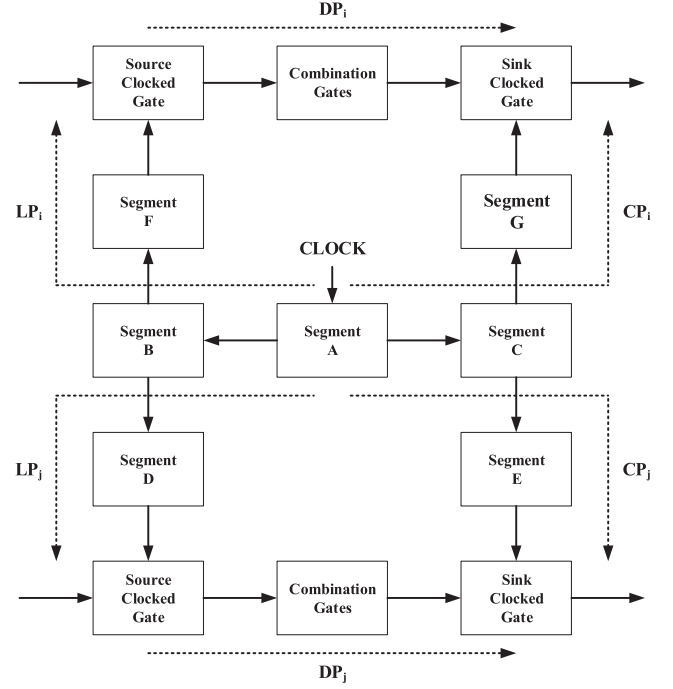 DPi
Source
Clocked
Gate
Combination
Gates
Sink
Clocked
Gate
LPi
Segment
F
Segment
G
CPi
CLOCK
Segment
B
Segment
A
Segment
C
LPj
Segment
D
Segment
E
CPj
Source
Clocked
Gate
Combination
Gates
Sink
Clocked
Gate
DPj